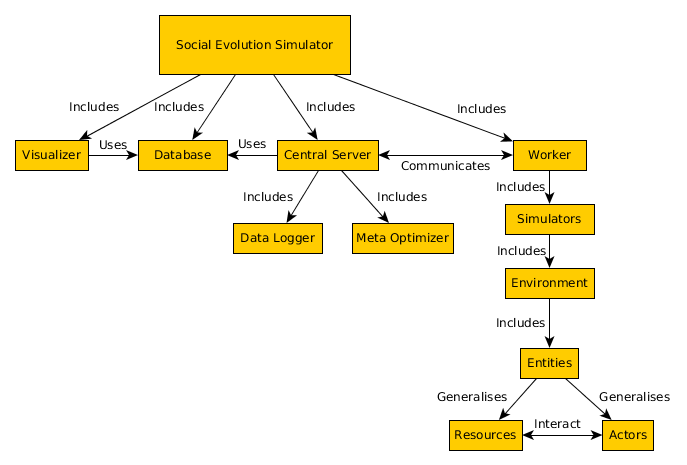 Social Evolution Simulator
Includes
Includes
Includes
Includes
Visualizer
Uses
Database
Uses
Central Server
Communicates
Worker
Includes
Includes
Includes
Simulators
Data Logger
Meta Optimizer
Includes
Environment
Includes
Entities
Generalises
Generalises
Resources
Interact
Actors